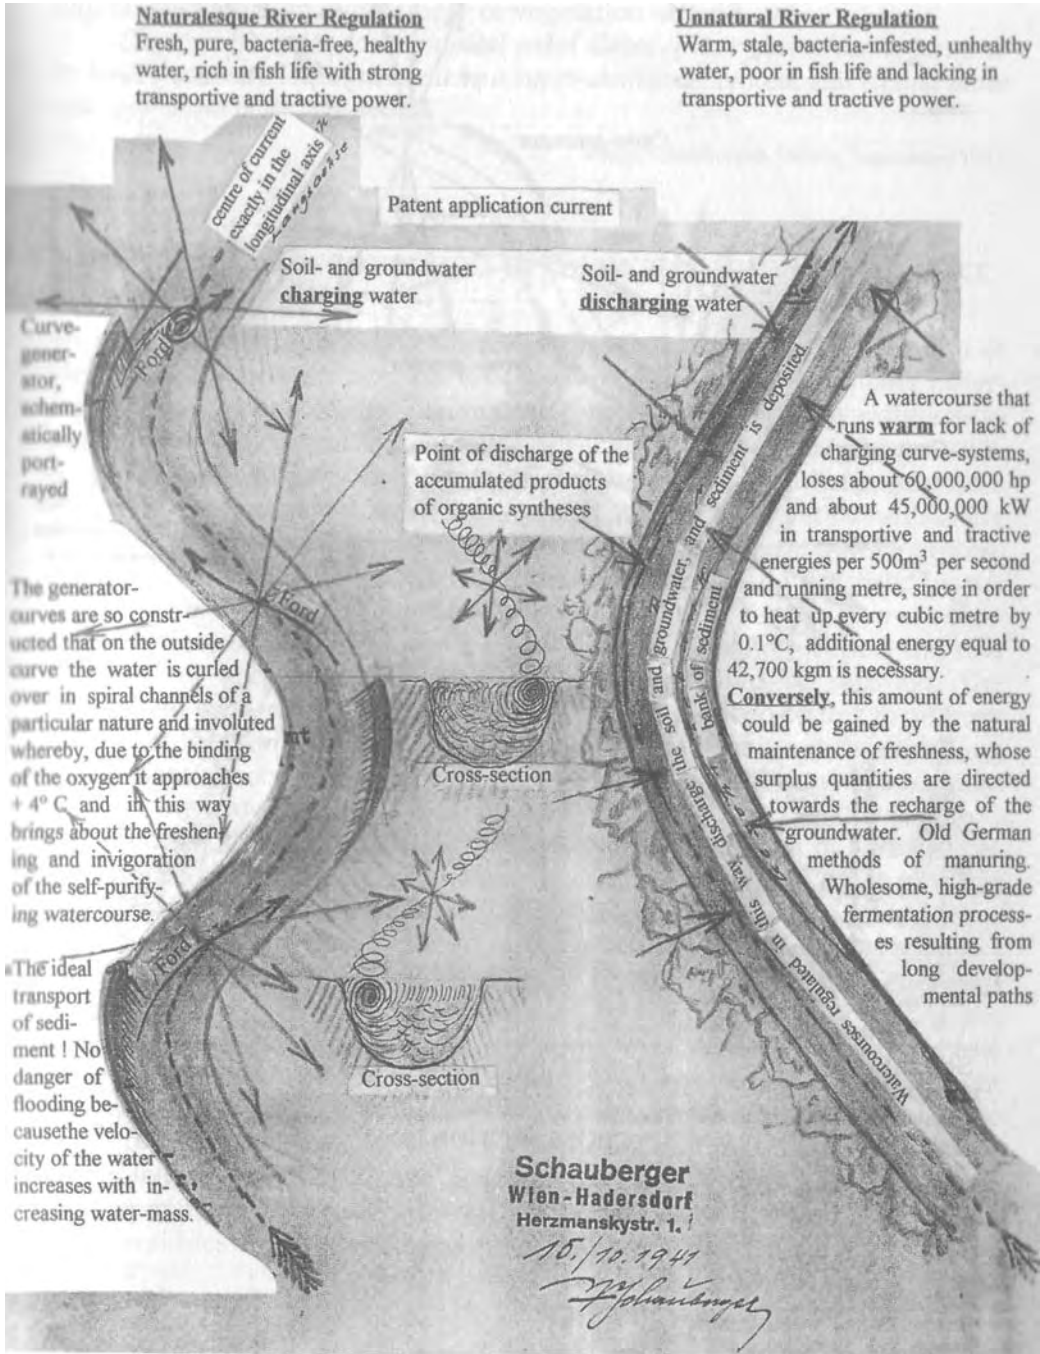 Naturalesque River Regulation
Fresh, pure, bacteria-free, healthy
water, rich in fish life with strong
transportive and tractive power.
Unnatural River Regulation
Warm, stale, bacteria-infested, unhealthy
water, poor in fish life and lacking in
transportive and tractive power.
centre of current
exactly in the
longitudinal axis
Längsachse
Patent application current
Soil- and groundwater
charging water
Soil- and groundwater
discharging water
Curve-
gener-
ator,
schem-
atically
port-
rayed
Ford
Point of discharge of the
accumulated products
of organic syntheses
A watercourse that
runs warm for lack of
charging curve-systems,
loses about 60,000,000 hp
and about 45,000,000 kW
in transportive and tractive
energies per 500m³ per second
and running metre, since in order
to heat up every cubic metre by
0.1°C, additional energy equal to
42,700 kgm is necessary.
Conversely, this amount of energy
could be gained by the natural
maintenance of freshness, whose
surplus quantities are directed
towards the recharge of the
groundwater. Old German
methods of manuring.
Wholesome, high-grade
fermentation process-
es resulting from
long develop-
mental paths
The generator-
curves are so constr-
ucted that on the outside
curve the water is curled
over in spiral channels of a
particular nature and involuted
whereby, due to the binding
of the oxygen it approaches
+ 4° C and in this way
brings about the freshen-
ing and invigoration
of the self-purify-
ing watercourse.
Ford
Cross-section
Watercourses regulated in this way discharge the soil and groundwater, and sediment is deposited.
bank of sediment
Ford
The ideal
transport
of sedi-
ment ! No
danger of
flooding be-
causethe velo-
city of the water
increases with in-
creasing water-mass.
Cross-section
Schauberger
Wien-Hadersdorf
Herzmanskystr. 1.
15./10.1941